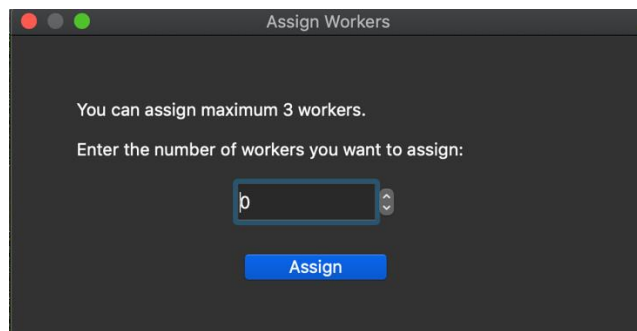 Assign Workers
You can assign maximum 3 workers.
Enter the number of workers you want to assign:
0
Assign